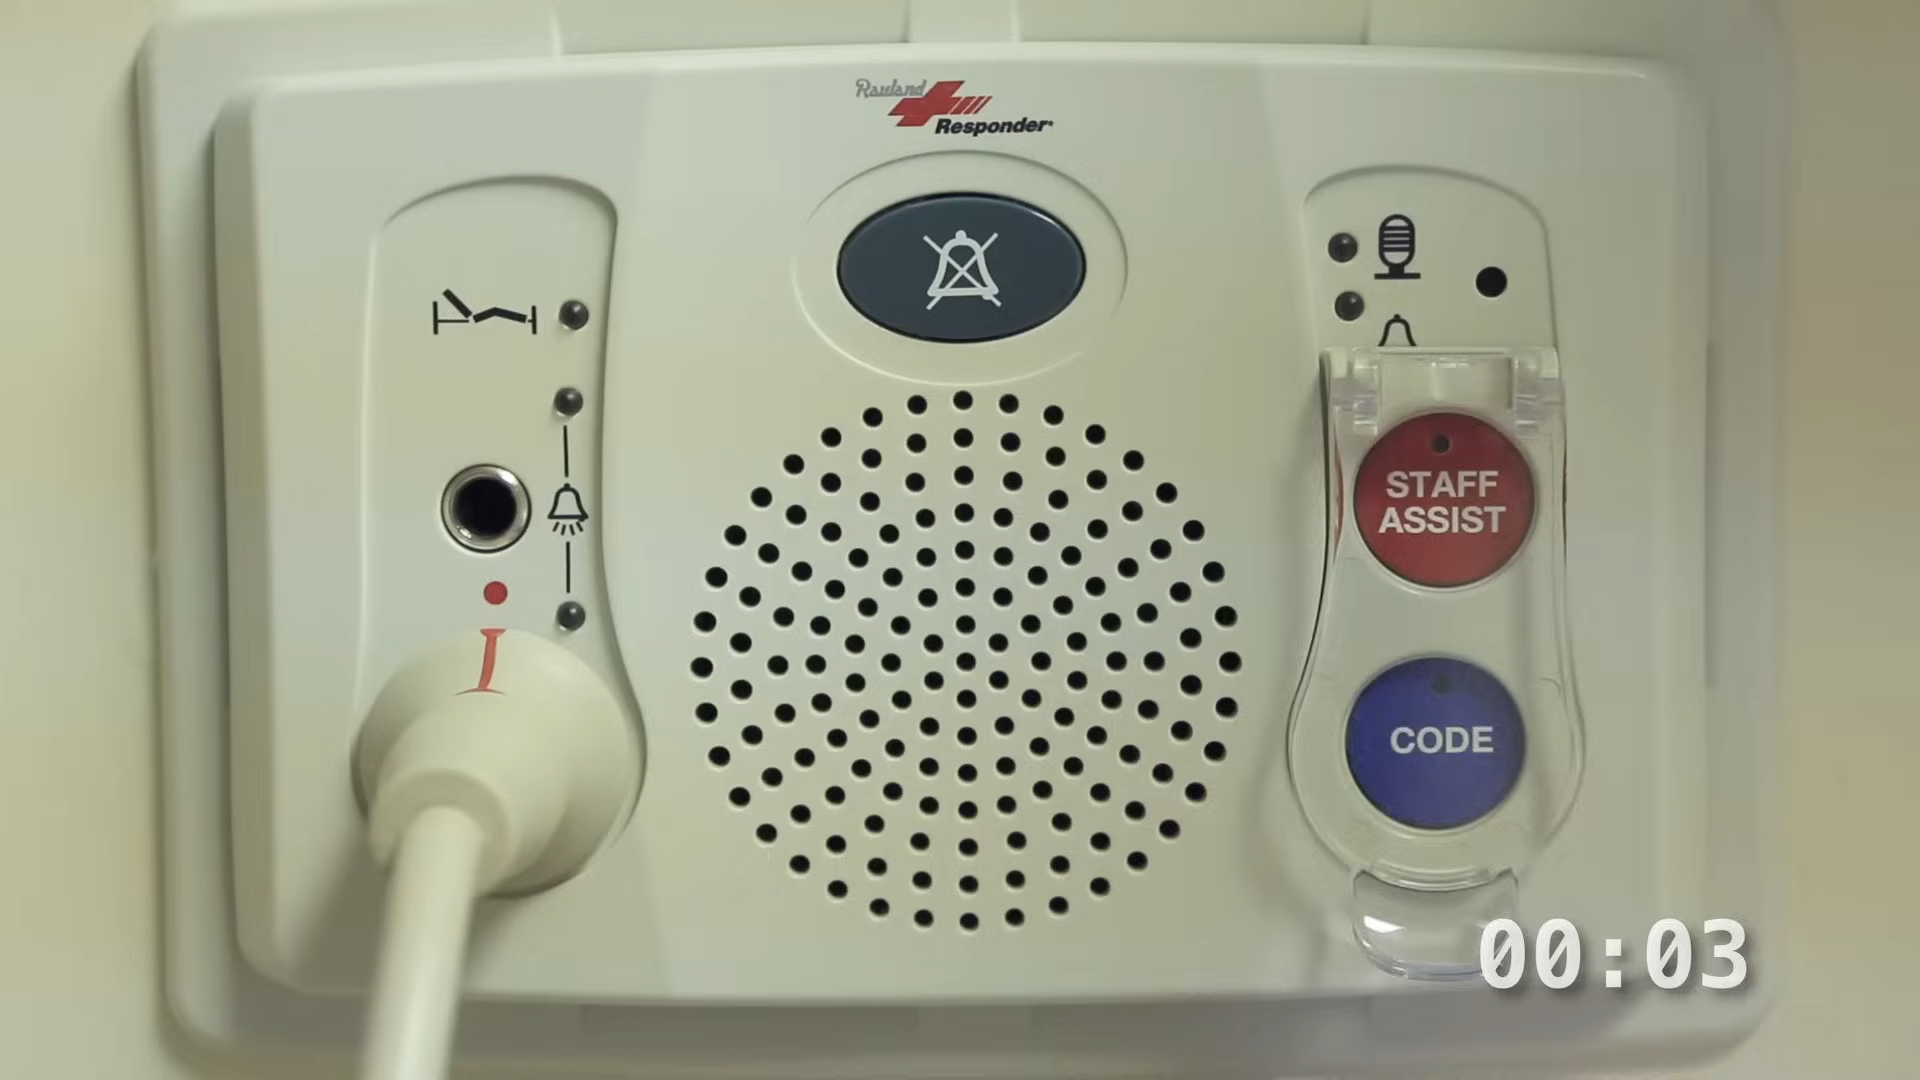 Rauland
Responder
i
STAFF
ASSIST
CODE
00:03